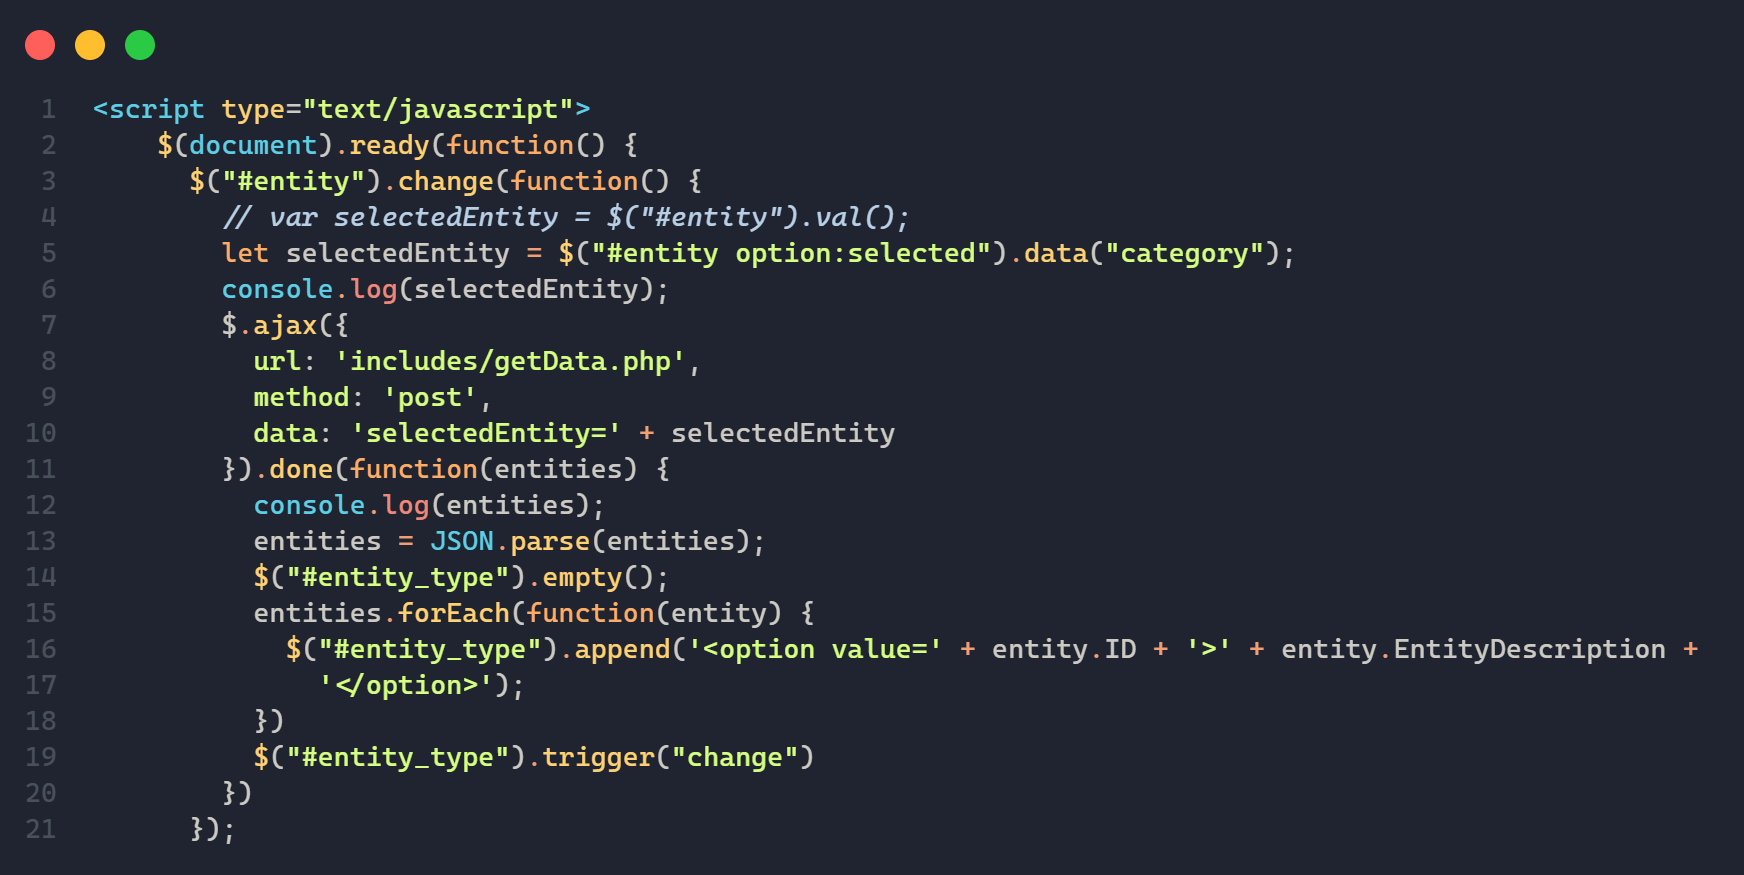 1 <script type="text/javascript">
2 $(document).ready(function() {
3 $("#entity").change(function() {
4 // var selectedEntity = $("#entity").val();
5 let selectedEntity = $("#entity option:selected").data("category");
6 console.log(selectedEntity);
7 $.ajax({
8 url: 'includes/getData.php',
9 method: 'post',
10 data: 'selectedEntity=' + selectedEntity
11 }).done(function(entities) {
12 console.log(entities);
13 entities = JSON.parse(entities);
14 $("#entity_type").empty();
15 entities.forEach(function(entity) {
16 $("#entity_type").append('<option value=' + entity.ID + '>' + entity.EntityDescription +
17 '</option>');
18 })
19 $("#entity_type").trigger("change")
20 })
21 });